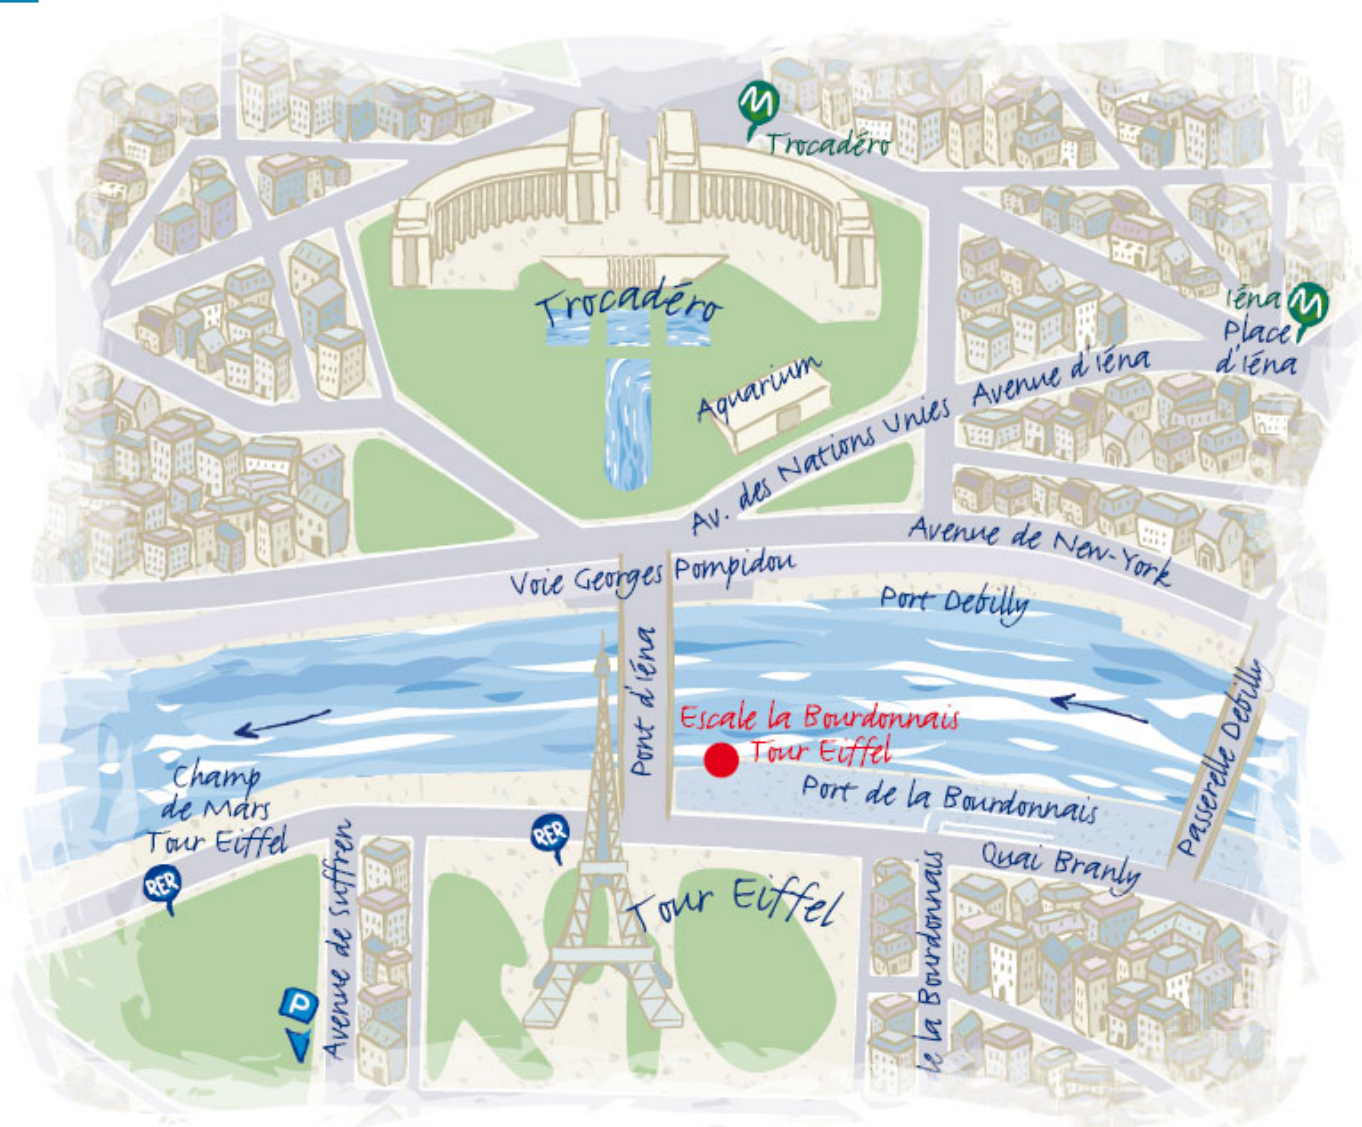 M
Trocadéro
Iéna
M
Place
d'Iéna
Trocadéro
Aquarium
Avenue d'Iéna
Av. des Nations Unies
Avenue de New-York
Voie Georges Pompidou
Port Debilly
Pont d'Iéna
Passerelle Debilly
Escale la Bourdonnais
Tour Eiffel
Port de la Bourdonnais
Champ
de Mars
Tour Eiffel
RER
RER
Quai Branly
Tour Eiffel
Avenue de Suffren
de la Bourdonnais
P